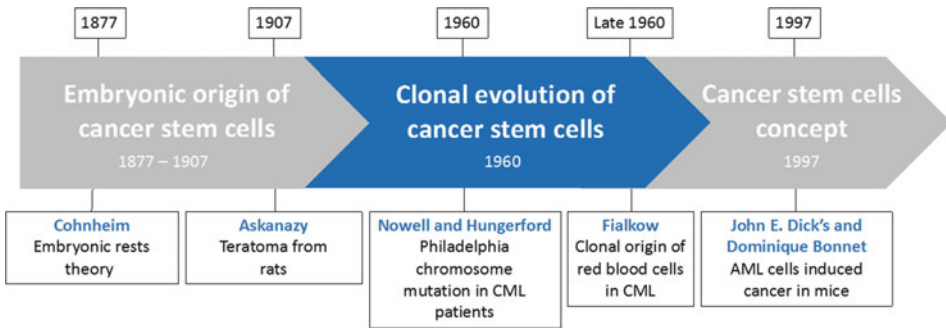 1877
1907
1960
Late 1960
1997
Embryonic origin of
cancer stem cells
1877 – 1907
Clonal evolution of
cancer stem cells
1960
Cancer stem cells
concept
1997
Cohnheim
Embryonic rests
theory
Askanazy
Teratoma from
rats
Nowell and Hungerford
Philadelphia
chromosome
mutation in CML
patients
Fialkow
Clonal origin of
red blood cells
in CML
John E. Dick's and
Dominique Bonnet
AML cells induced
cancer in mice